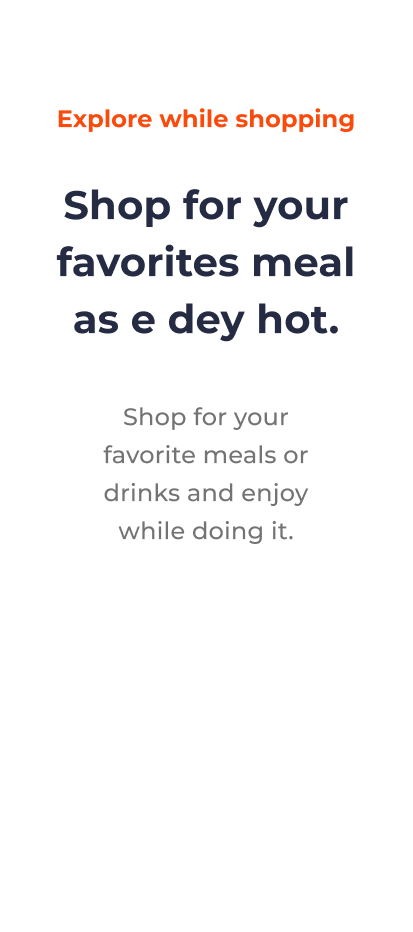 Explore while shopping
Shop for your
favorites meal
as e dey hot.
Shop for your
favorite meals or
drinks and enjoy
while doing it.